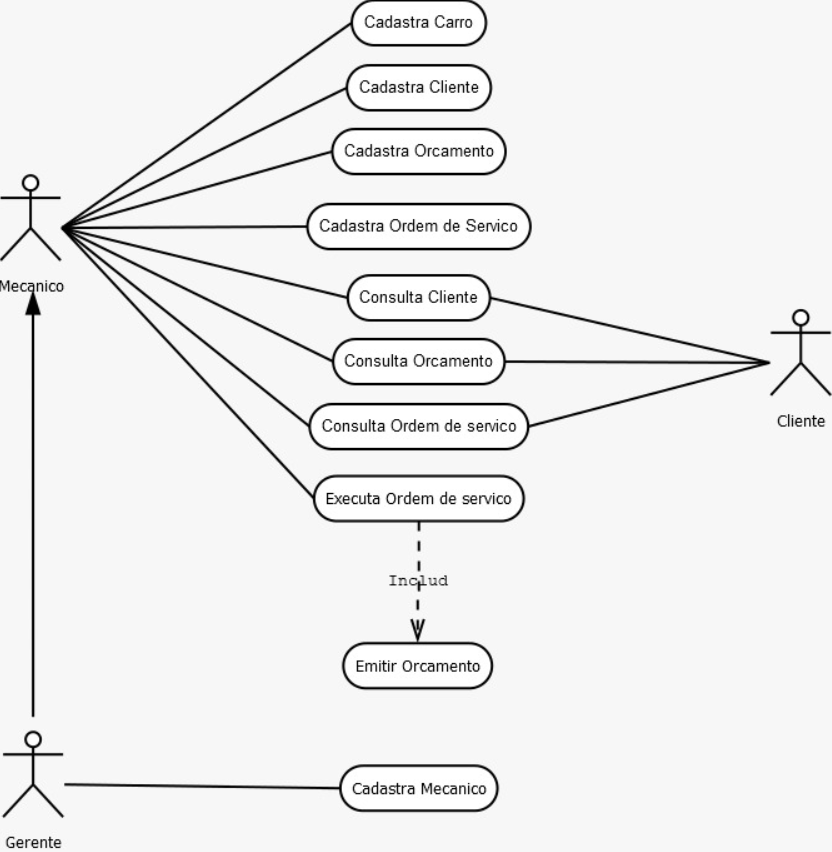 Cadastra Carro
Cadastra Cliente
Cadastra Orcamento
Cadastra Ordem de Servico
Mecanico
Consulta Cliente
Consulta Orcamento
Consulta Ordem de servico
Cliente
Executa Ordem de servico
Includ
Emitir Orcamento
Cadastra Mecanico
Gerente